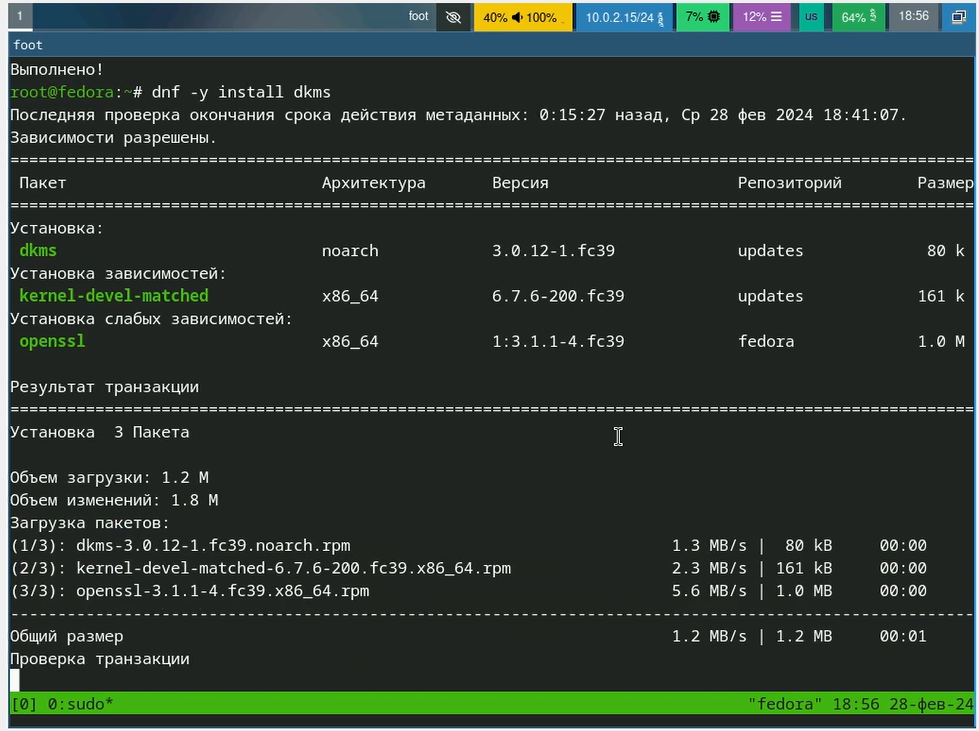 1 foot 40% 100% 10.0.2.15/24 7% 12% us 64% 18:56
foot
Выполнено!
root@fedora:~# dnf -y install dkms
Последняя проверка окончания срока действия метаданных: 0:15:27 назад, Ср 28 фев 2024 18:41:07.
Зависимости разрешены.
================================================================================
Пакет Архитектура Версия Репозиторий Размер
================================================================================
Установка:
dkms noarch 3.0.12-1.fc39 updates 80 k
Установка зависимостей:
kernel-devel-matched x86_64 6.7.6-200.fc39 updates 161 k
Установка слабых зависимостей:
openssl x86_64 1:3.1.1-4.fc39 fedora 1.0 M
Результат транзакции
================================================================================
Установка  3 Пакета
Объем загрузки: 1.2 M
Объем изменений: 1.8 M
Загрузка пакетов:
(1/3): dkms-3.0.12-1.fc39.noarch.rpm 1.3 MB/s | 80 kB 00:00
(2/3): kernel-devel-matched-6.7.6-200.fc39.x86_64.rpm 2.3 MB/s | 161 kB 00:00
(3/3): openssl-3.1.1-4.fc39.x86_64.rpm 5.6 MB/s | 1.0 MB 00:00
--------------------------------------------------------------------------------
Общий размер 1.2 MB/s | 1.2 MB 00:01
Проверка транзакции
[0] 0:sudo* "fedora" 18:56 28-фев-24